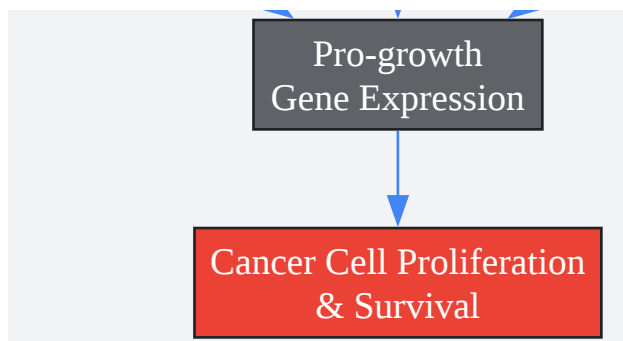 Pro-growth
Gene Expression
Cancer Cell Proliferation
& Survival